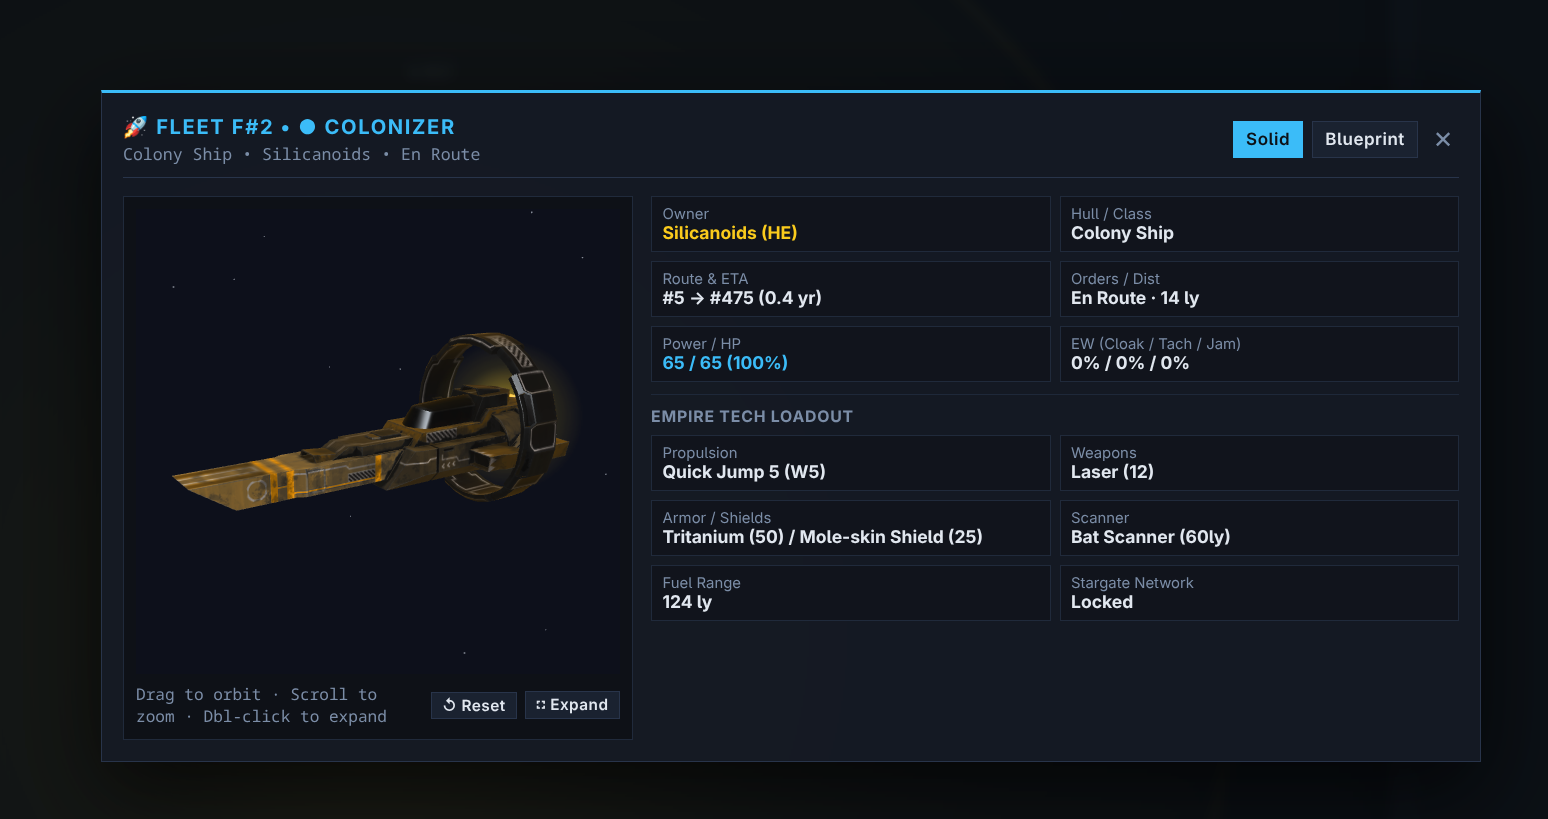 🚀 FLEET F#2 • ● COLONIZER
Colony Ship • Silicanoids • En Route
Solid
Blueprint
✕
Owner
Silicanoids (HE)
Hull / Class
Colony Ship
Route & ETA
#5 → #475 (0.4 yr)
Orders / Dist
En Route · 14 ly
Power / HP
65 / 65 (100%)
EW (Cloak / Tach / Jam)
0% / 0% / 0%
EMPIRE TECH LOADOUT
Propulsion
Quick Jump 5 (W5)
Weapons
Laser (12)
Armor / Shields
Tritanium (50) / Mole-skin Shield (25)
Scanner
Bat Scanner (60ly)
Fuel Range
124 ly
Stargate Network
Locked
Drag to orbit · Scroll to
zoom · Dbl-click to expand
Reset
Expand